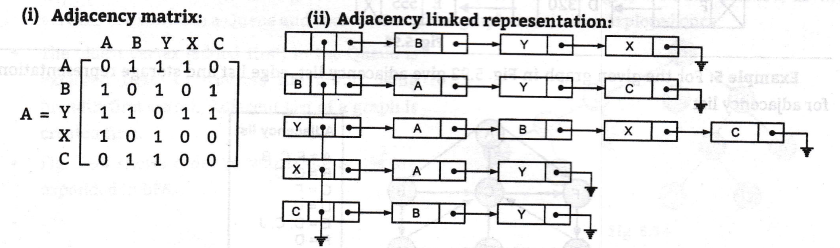 (i) Adjacency matrix:
(ii) Adjacency linked representation:
A B Y X C
A 0 1 1 1 0
B 1 0 1 0 1
A = Y 1 1 0 1 1
X 1 0 1 0 0
C 0 1 1 0 0
B Y X
B A Y C
Y A B X C
X A Y
C B Y